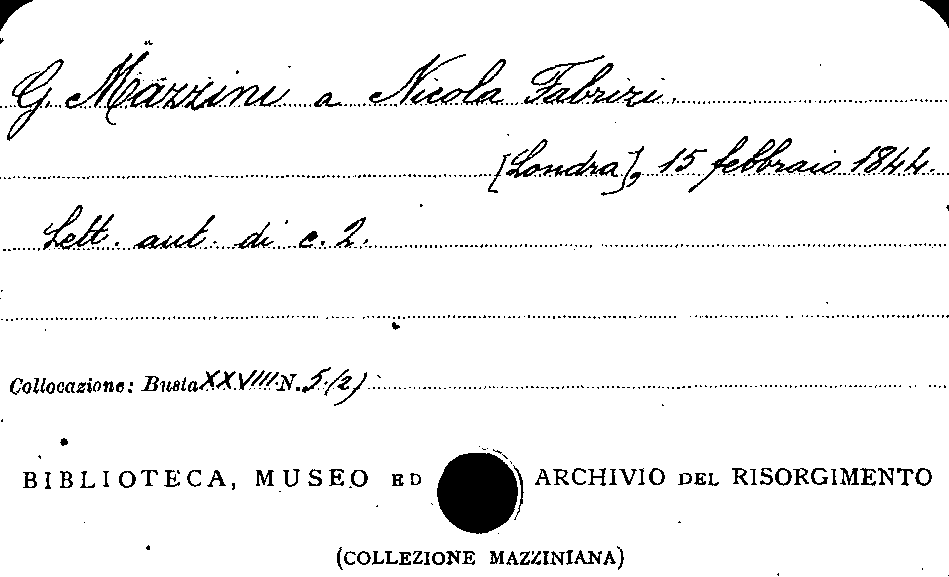 G. Mazzini a Nicola Fabrizi.
[Londra], 15 febbraio 1844.
Lett. aut. di c. 2.
Collocazione: Busta XXVIII N. 5 (2)
BIBLIOTECA, MUSEO ED ARCHIVIO DEL RISORGIMENTO
(COLLEZIONE MAZZINIANA)